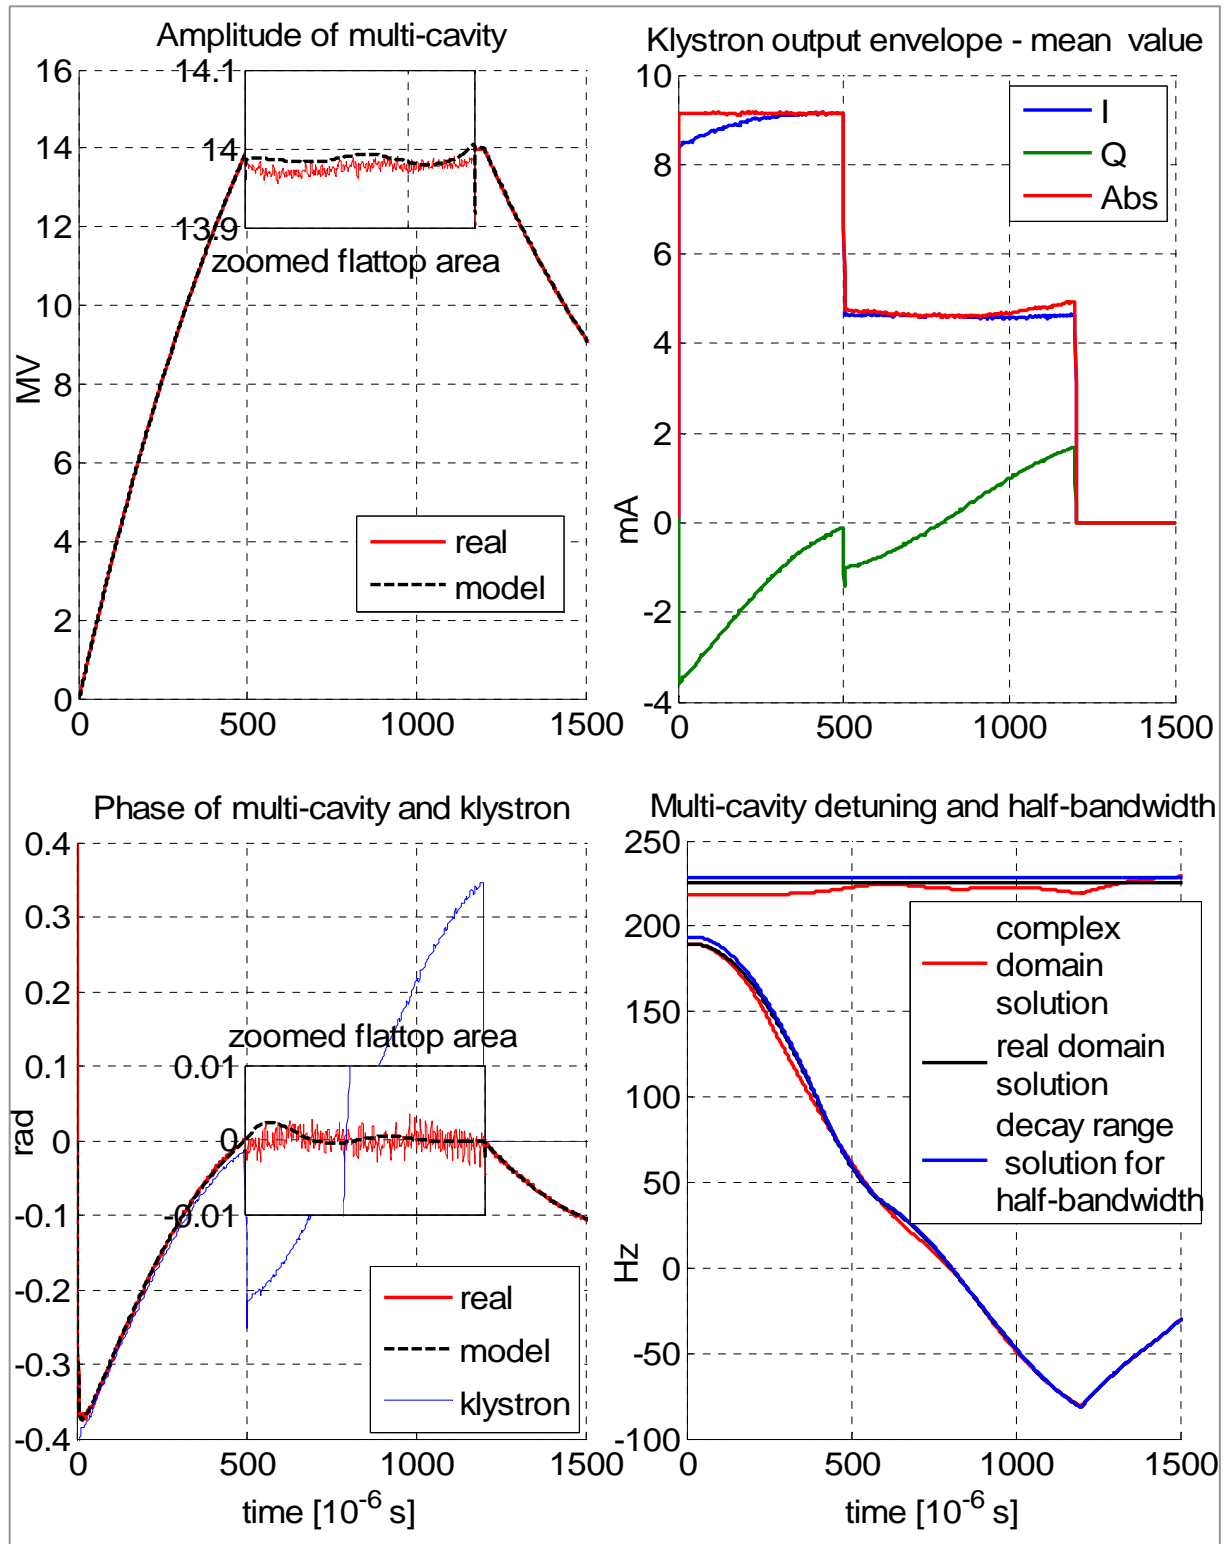 Amplitude of multi-cavity
16
14
12
10
8
6
4
2
0
MV
14.1
14
13.9
zoomed flattop area
real
model
0
500
1000
1500
Klystron output envelope - mean value
10
8
6
4
2
0
-2
-4
mA
I
Q
Abs
0
500
1000
1500
Phase of multi-cavity and klystron
0.4
0.3
0.2
0.1
0
-0.1
-0.2
-0.3
-0.4
rad
zoomed flattop area
0.01
0
-0.01
real
model
klystron
0
500
1000
1500
time [10-6 s]
Multi-cavity detuning and half-bandwidth
250
200
150
100
50
0
-50
-100
Hz
complex
domain
solution
real domain
solution
decay range
solution for
half-bandwidth
0
500
1000
1500
time [10-6 s]